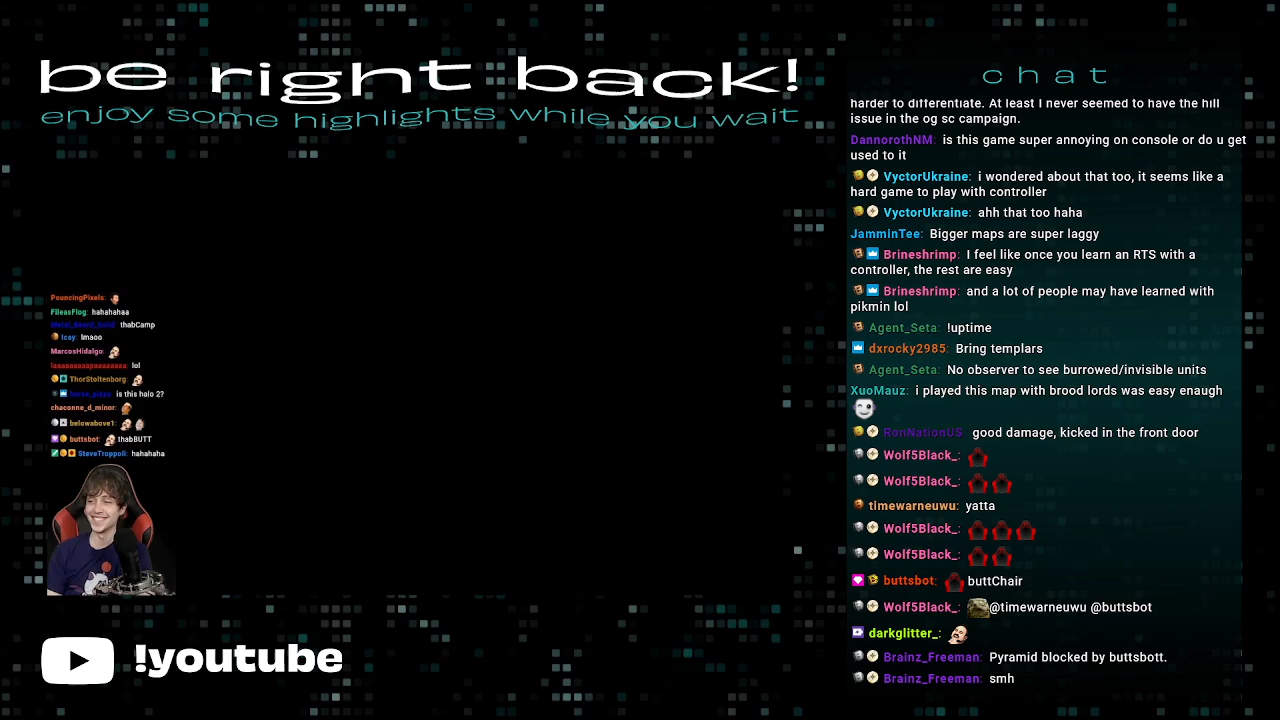 be right back!
enjoy some highlights while you wait
chat
harder to differentiate. At least I never seemed to have the hill
issue in the og sc campaign.
DannorothNM: is this game super annoying on console or do u get
used to it
VyctorUkraine: i wondered about that too, it seems like a
hard game to play with controller
VyctorUkraine: ahh that too haha
JamminTee: Bigger maps are super laggy
Brineshrimp: I feel like once you learn an RTS with a
controller, the rest are easy
Brineshrimp: and a lot of people may have learned with
pikmin lol
Agent_Seta: !uptime
dxrocky2985: Bring templars
Agent_Seta: No observer to see burrowed/invisible units
XuoMauz: i played this map with brood lords was easy enaugh
RonNationUS: good damage, kicked in the front door
Wolf5Black_:
Wolf5Black_:
timewarneuwu: yatta
Wolf5Black_:
Wolf5Black_:
buttsbot: buttChair
Wolf5Black_: @timewarneuwu @buttsbot
darkglitter_:
Brainz_Freeman: Pyramid blocked by buttsbott.
Brainz_Freeman: smh
PouncingPixels:
FileasFlog: hahahahaa
thabCamp
Icay: lmaoo
MarcosHidalgo:
lol
ThorStoltenborg:
horse_pizza: is this halo 2?
chaconne_d_minor:
belowabove1:
buttsbot: thabBUTT
SteveTroppoli: hahahaha
!youtube